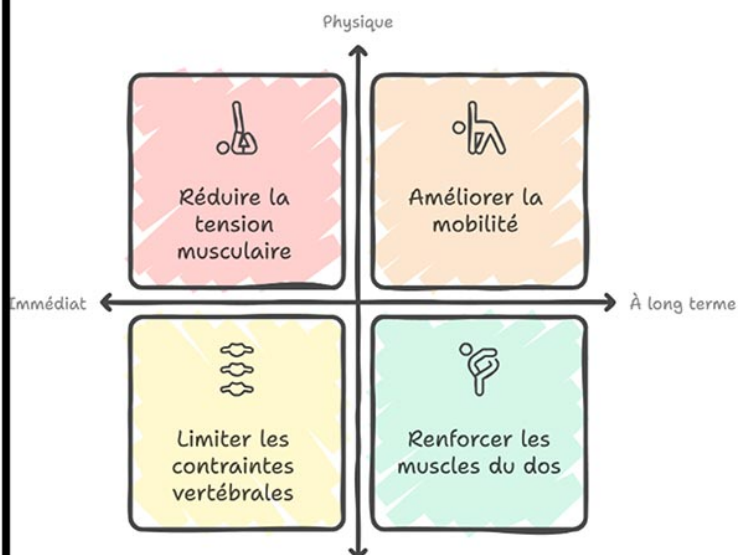 Physique
Réduire la
tension
musculaire
Améliorer la
mobilité
Immédiat
À long terme
Limiter les
contraintes
vertébrales
Renforcer les
muscles du dos